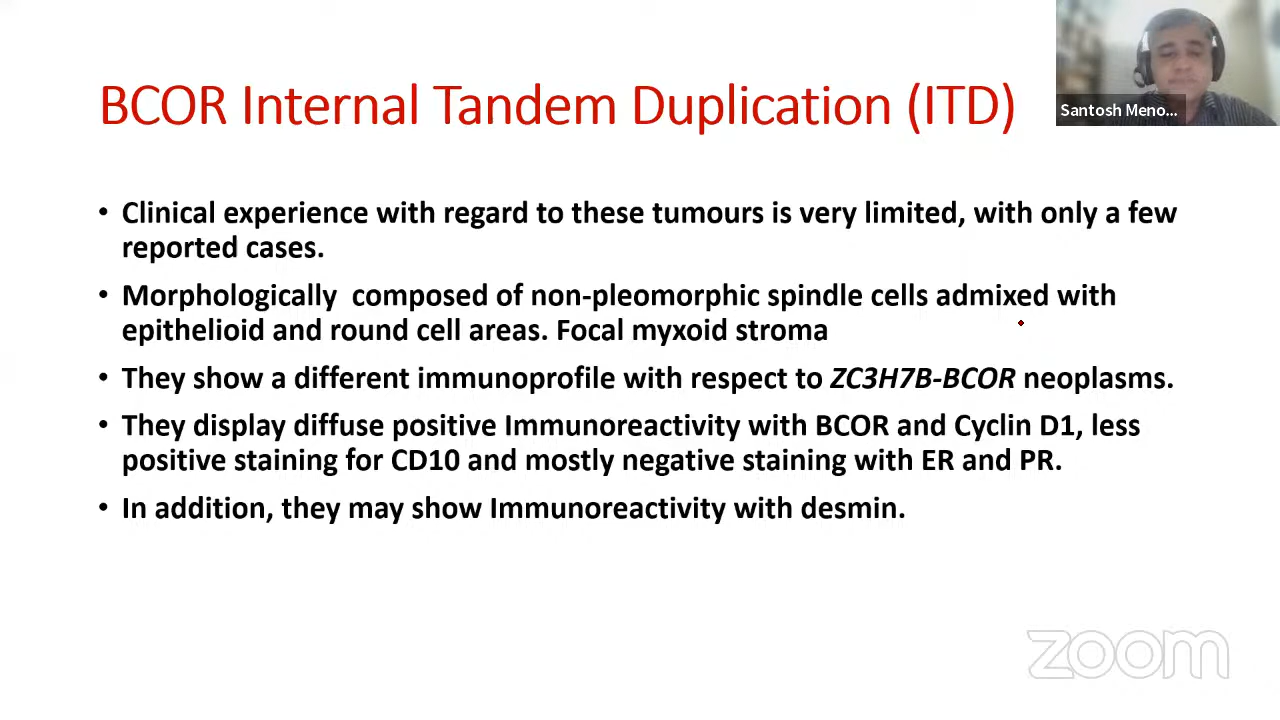 BCOR Internal Tandem Duplication (ITD)
Santosh Meno...
• Clinical experience with regard to these tumours is very limited, with only a few
reported cases.
• Morphologically composed of non-pleomorphic spindle cells admixed with
epithelioid and round cell areas. Focal myxoid stroma
• They show a different immunoprofile with respect to ZC3H7B-BCOR neoplasms.
• They display diffuse positive Immunoreactivity with BCOR and Cyclin D1, less
positive staining for CD10 and mostly negative staining with ER and PR.
• In addition, they may show Immunoreactivity with desmin.
zoom